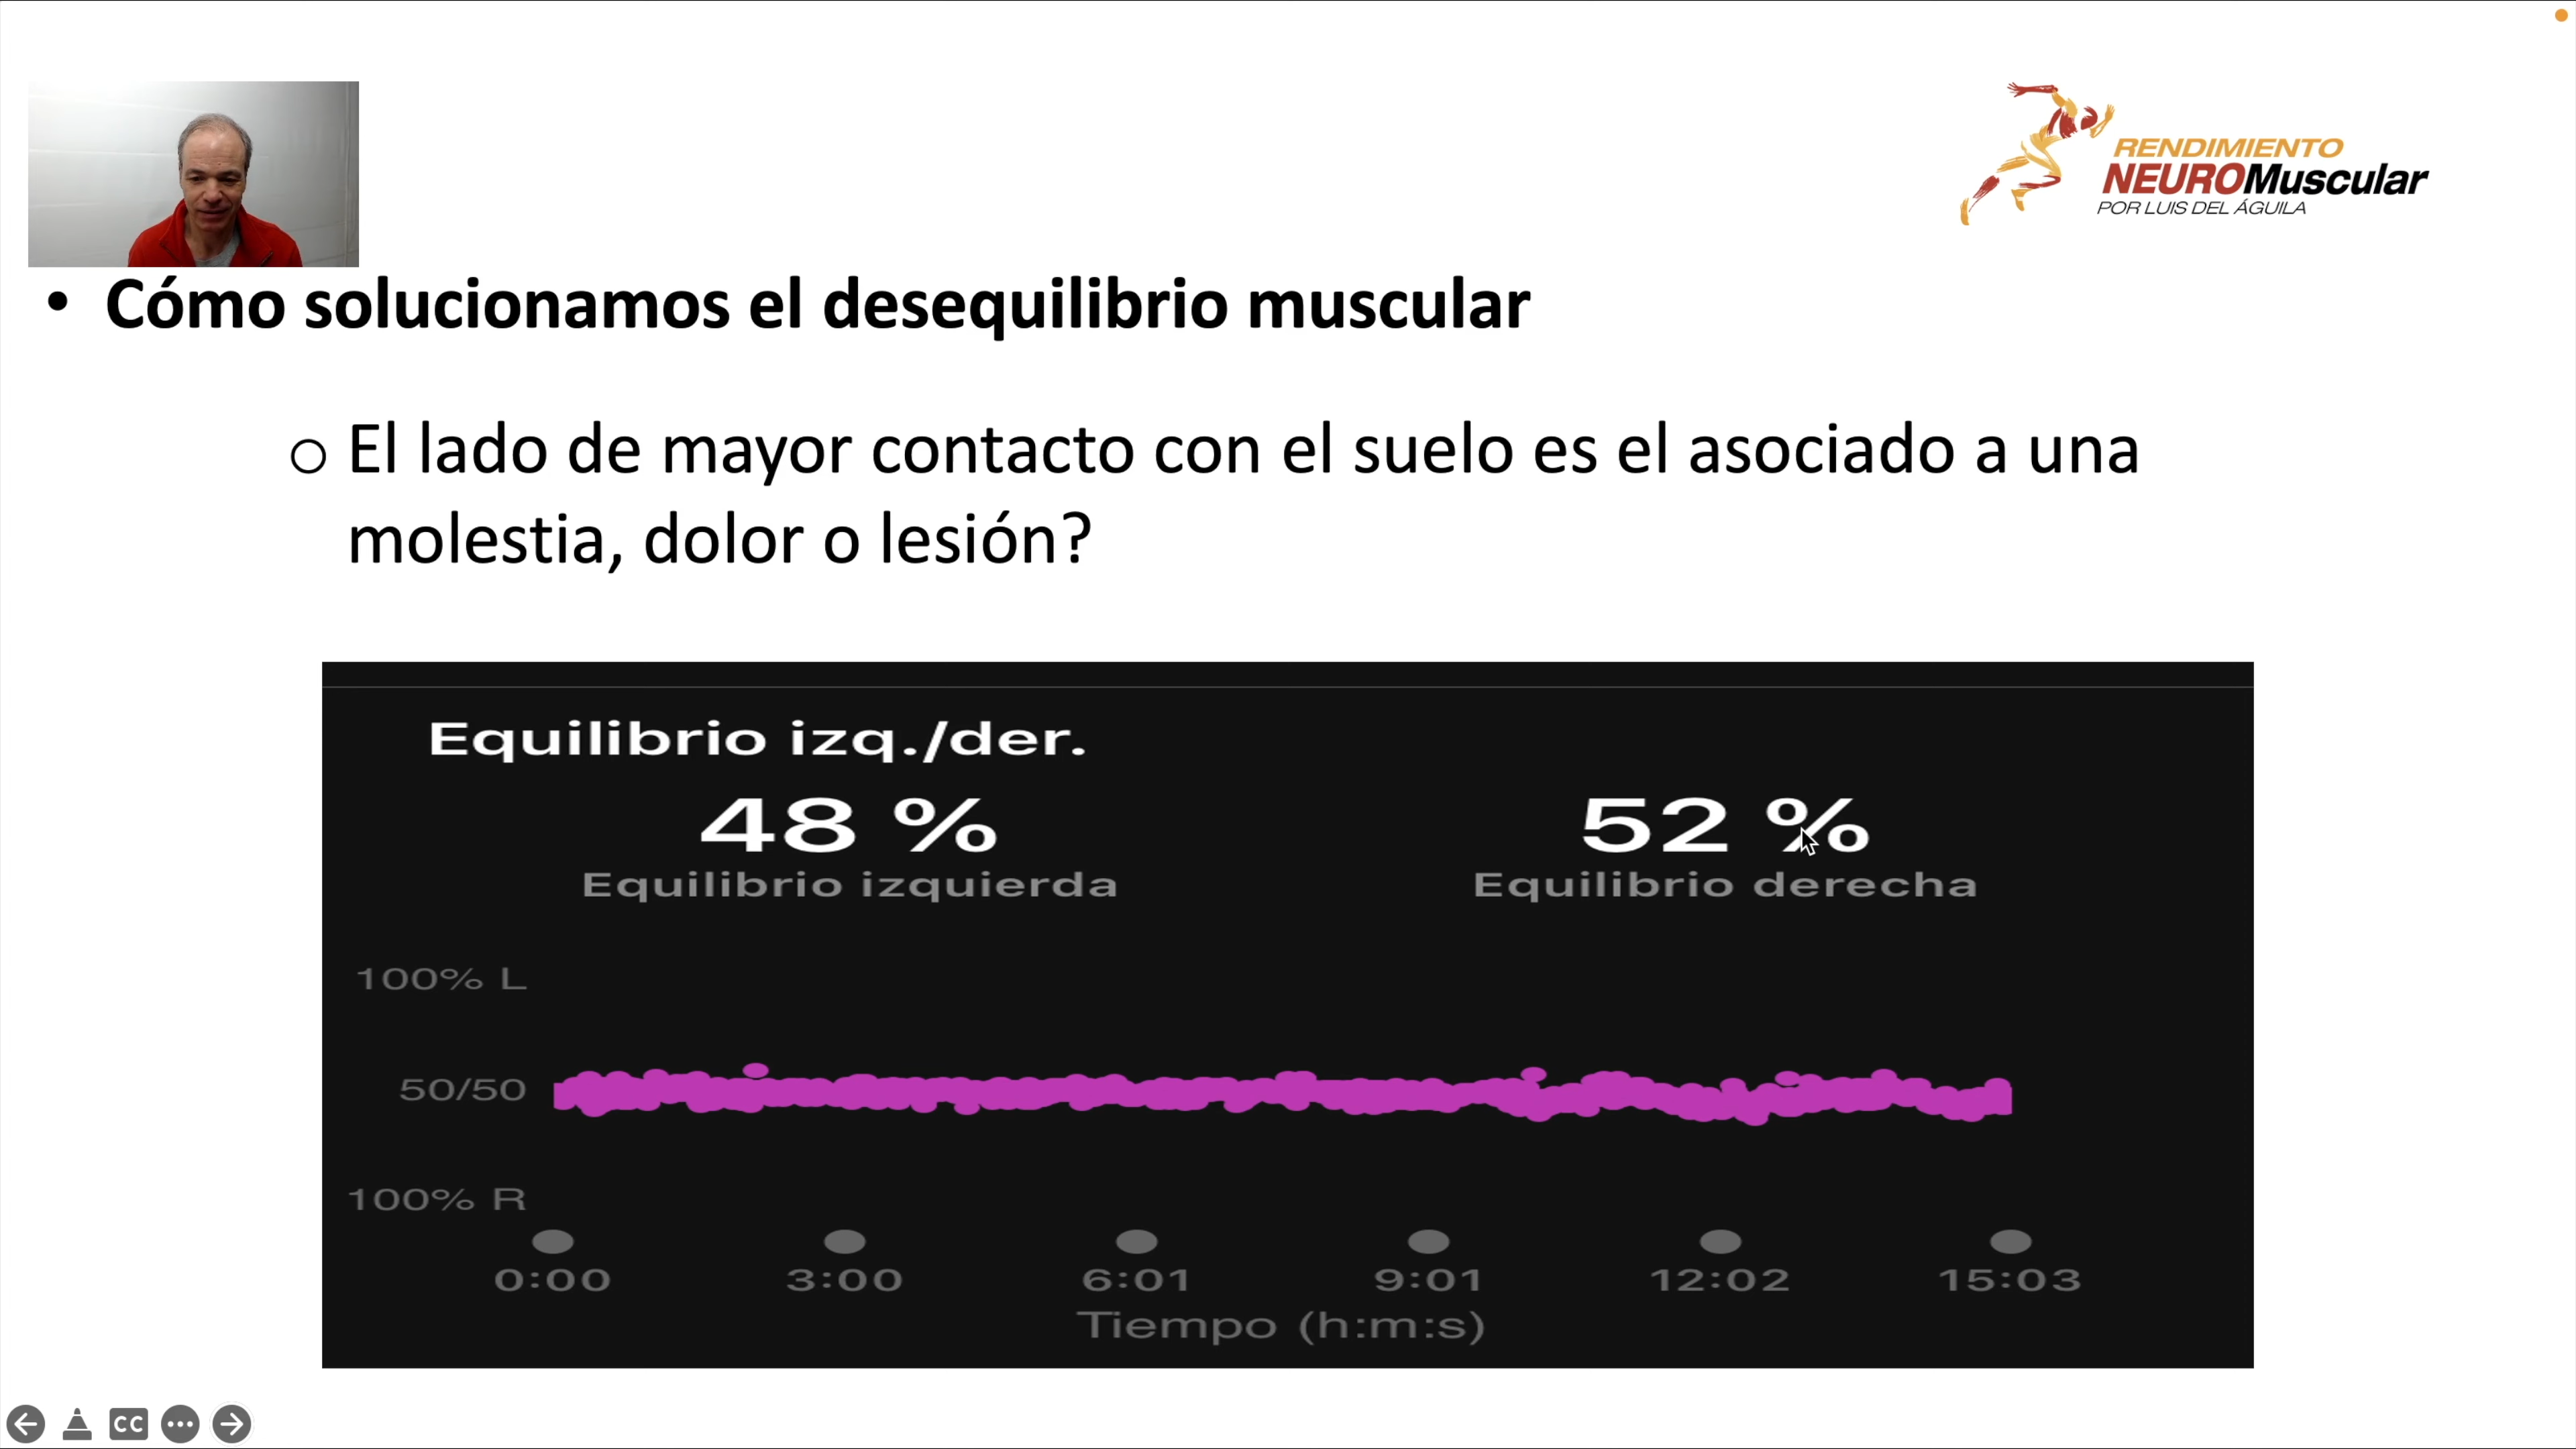 RENDIMIENTO
NEUROMuscular
POR LUIS DEL ÁGUILA
• Cómo solucionamos el desequilibrio muscular
o El lado de mayor contacto con el suelo es el asociado a una
molestia, dolor o lesión?
Equilibrio izq./der.
48 % 52 %
Equilibrio izquierda Equilibrio derecha
100% L
50/50
100% R
0:00 3:00 6:01 9:01 12:02 15:03
Tiempo (h:m:s)
CC